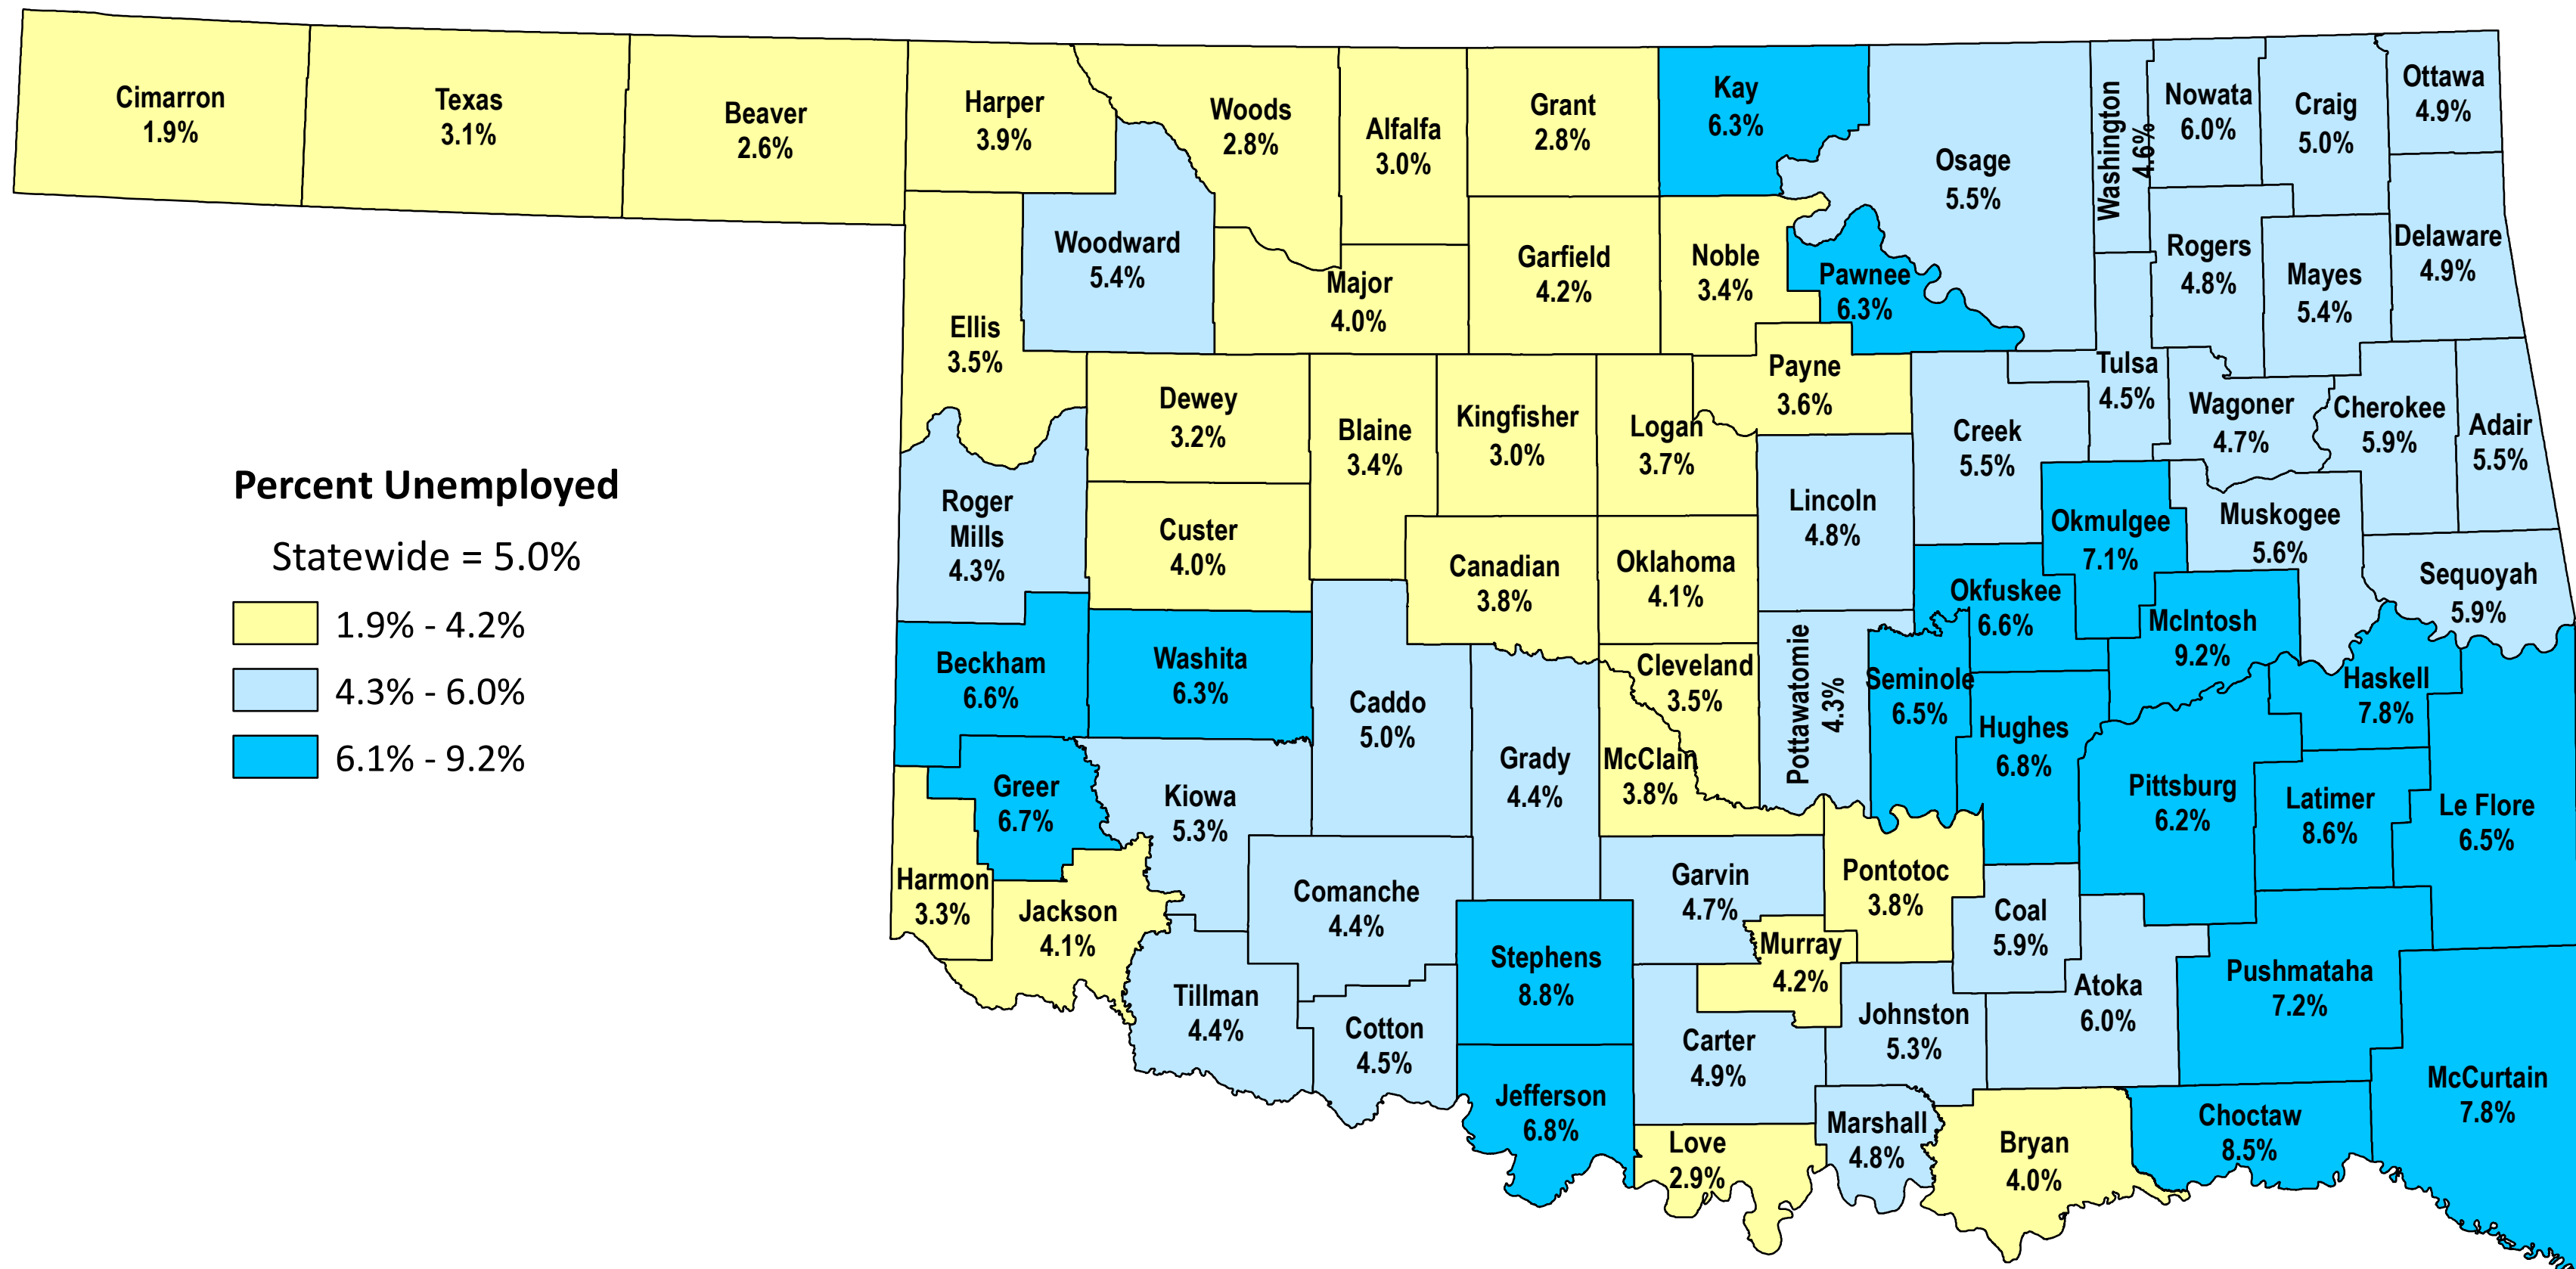 Cimarron
1.9%
Texas
3.1%
Beaver
2.6%
Harper
3.9%
Woods
2.8%
Alfalfa
3.0%
Grant
2.8%
Kay
6.3%
Osage
5.5%
Washington
4.6%
Nowata
6.0%
Craig
5.0%
Ottawa
4.9%
Woodward
5.4%
Major
4.0%
Garfield
4.2%
Noble
3.4%
Pawnee
6.3%
Rogers
4.8%
Mayes
5.4%
Delaware
4.9%
Ellis
3.5%
Dewey
3.2%
Blaine
3.4%
Kingfisher
3.0%
Logan
3.7%
Payne
3.6%
Creek
5.5%
Tulsa
4.5%
Wagoner
4.7%
Cherokee
5.9%
Adair
5.5%
Percent Unemployed
Statewide = 5.0%
1.9% - 4.2%
4.3% - 6.0%
6.1% - 9.2%
Roger
Mills
4.3%
Custer
4.0%
Canadian
3.8%
Oklahoma
4.1%
Lincoln
4.8%
Okmulgee
7.1%
Muskogee
5.6%
Okfuskee
6.6%
McIntosh
9.2%
Sequoyah
5.9%
Beckham
6.6%
Washita
6.3%
Caddo
5.0%
Grady
4.4%
Cleveland
3.5%
McClain
3.8%
Pottawatomie
4.3%
Seminole
6.5%
Hughes
6.8%
Haskell
7.8%
Pittsburg
6.2%
Latimer
8.6%
Le Flore
6.5%
Greer
6.7%
Kiowa
5.3%
Harmon
3.3%
Jackson
4.1%
Comanche
4.4%
Garvin
4.7%
Pontotoc
3.8%
Coal
5.9%
Murray
4.2%
Stephens
8.8%
Tillman
4.4%
Cotton
4.5%
Carter
4.9%
Johnston
5.3%
Atoka
6.0%
Pushmataha
7.2%
McCurtain
7.8%
Jefferson
6.8%
Love
2.9%
Marshall
4.8%
Bryan
4.0%
Choctaw
8.5%